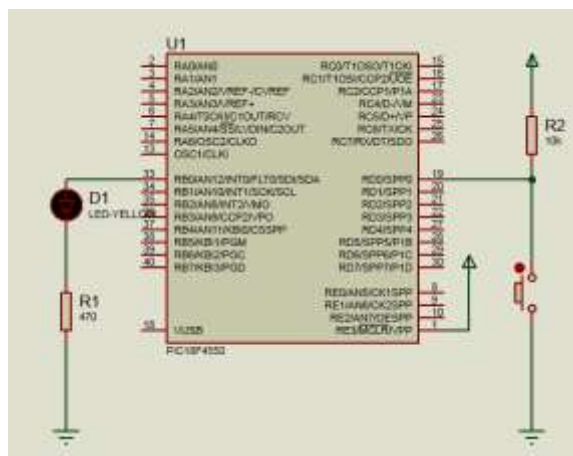 U1
2 RA0/AN0
3 RA1/AN1
4 RA2/AN2/VREF-/CVREF
5 RA3/AN3/VREF+
6 RA4/T0CKI/C1OUT/RCV
7 RA5/AN4/SS/LVDIN/C2OUT
14 RA6/OSC2/CLKO
13 OSC1/CLKI
33 RB0/AN12/INT0/FLT0/SDI/SDA
34 RB1/AN10/INT1/SCK/SCL
35 RB2/AN8/INT2/VMO
36 RB3/AN9/CCP2/VPO
37 RB4/AN11/KBI0/CSSPP
38 RB5/KBI1/PGM
39 RB6/KBI2/PGC
40 RB7/KBI3/PGD
18 VUSB
RC0/T1OSO/T1CKI 15
RC1/T1OSI/CCP2/UOE 16
RC2/CCP1/P1A 17
RC4/D-/VM 23
RC5/D+/VP 24
RC6/TX/CK 25
RC7/RX/DT/SDO 26
RD0/SPP0 19
RD1/SPP1 20
RD2/SPP2 21
RD3/SPP3 22
RD4/SPP4 27
RD5/SPP5/P1B 28
RD6/SPP6/P1C 29
RD7/SPP7/P1D 30
RE0/AN5/CK1SPP 8
RE1/AN6/CK2SPP 9
RE2/AN7/OESPP 10
RE3/MCLR/VPP 1
PIC18F4550
D1
LED-YELLOW
R1
470
R2
10k